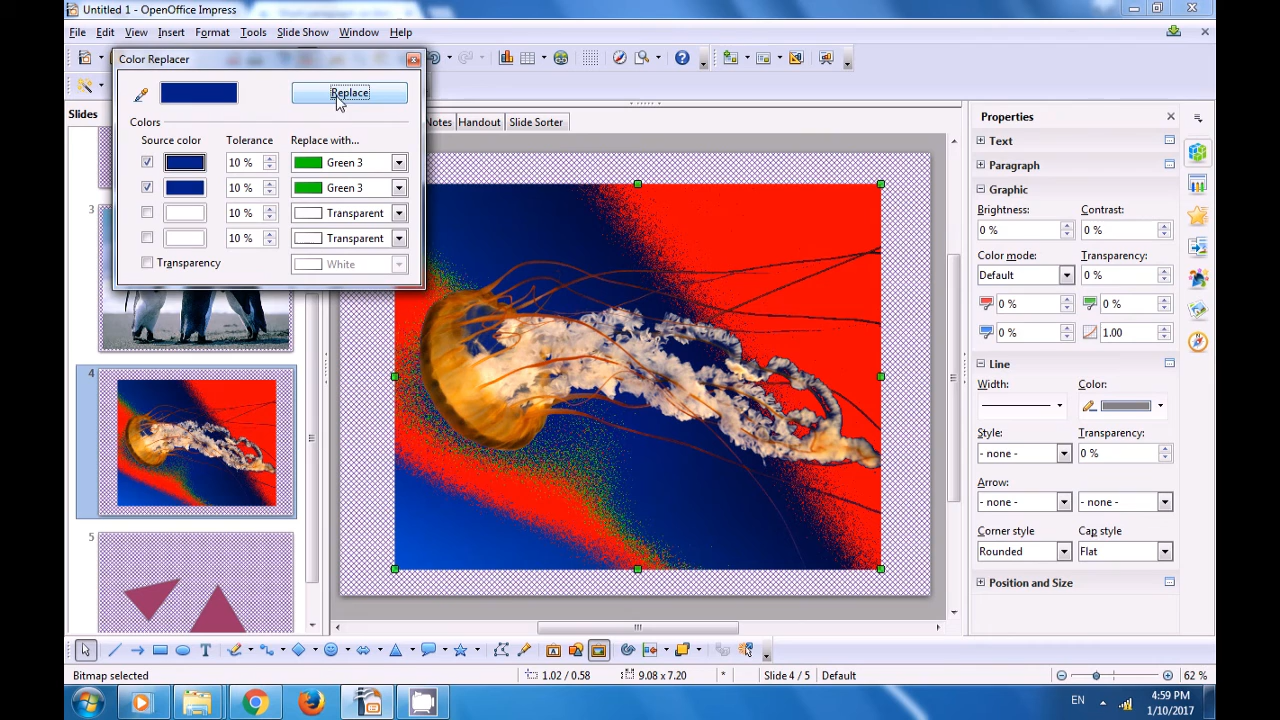 Untitled 1 - OpenOffice Impress
File Edit View Insert Format Tools Slide Show Window Help
Color Replacer
Replace
Colors
Source color Tolerance Replace with...
10 % Green 3
10 % Green 3
10 % Transparent
10 % Transparent
Transparency White
Slides
3
4
5
Notes Handout Slide Sorter
Properties
Text
Paragraph
Graphic
Brightness: Contrast:
0 % 0 %
Color mode: Transparency:
Default 0 %
0 % 0 %
0 % 1.00
Line
Width: Color:
Style: Transparency:
- none - 0 %
Arrow:
- none - - none -
Corner style Cap style
Rounded Flat
Position and Size
Bitmap selected 1.02 / 0.58 9.08 x 7.20 * Slide 4 / 5 Default 62 %
EN 4:59 PM
1/10/2017